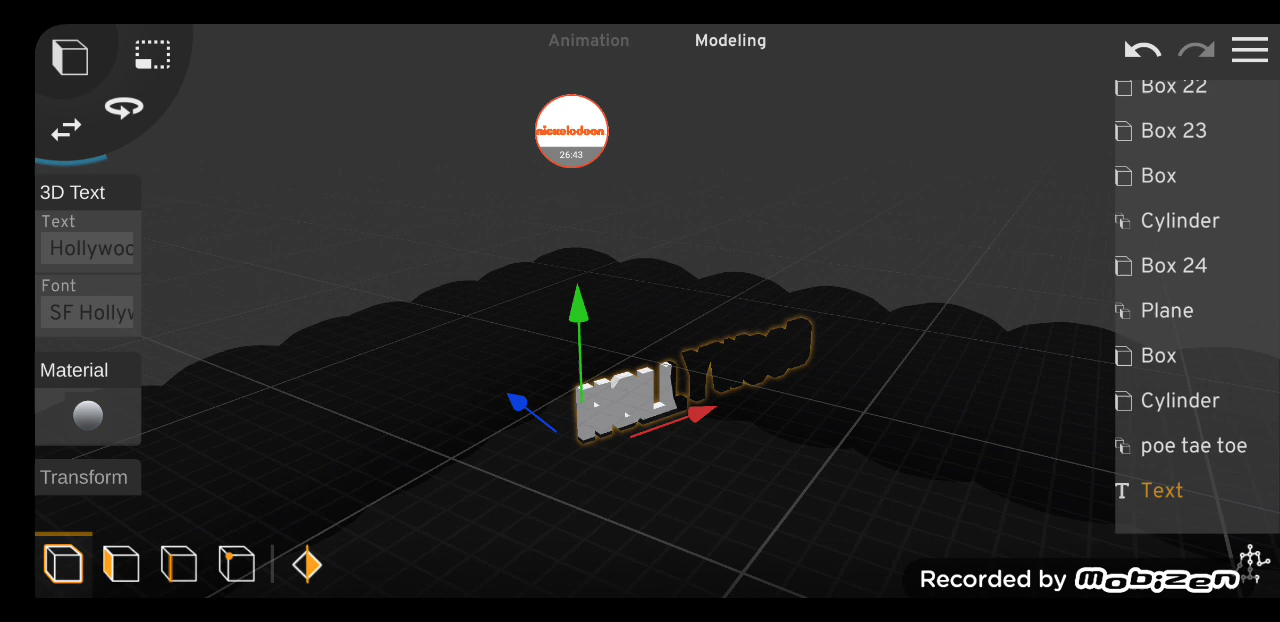 Animation
Modeling
nickelodeon
26:43
Box 22
Box 23
Box
Cylinder
Box 24
Plane
Box
Cylinder
poe tae toe
T Text
3D Text
Text
Hollywoo
Font
SF Hollyw
Material
Transform
Recorded by Mobizen